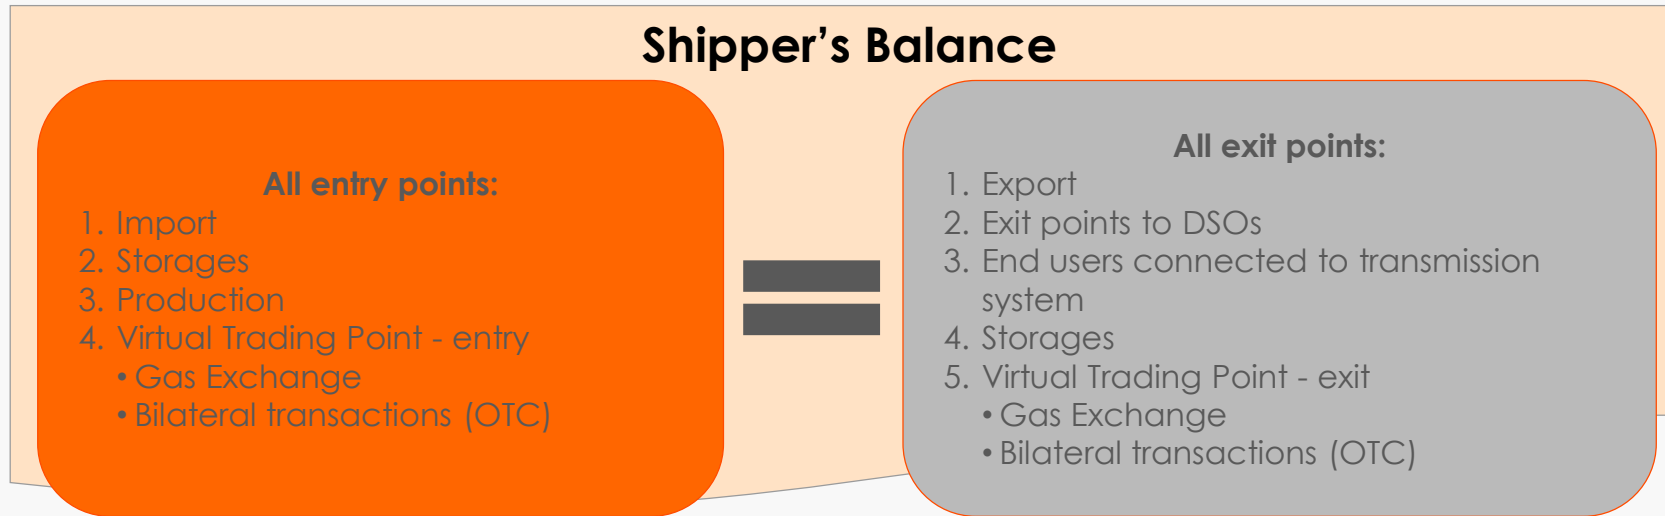 Shipper’s Balance
All entry points:
1. Import
2. Storages
3. Production
4. Virtual Trading Point - entry
• Gas Exchange
• Bilateral transactions (OTC)
All exit points:
1. Export
2. Exit points to DSOs
3. End users connected to transmission
system
4. Storages
5. Virtual Trading Point - exit
• Gas Exchange
• Bilateral transactions (OTC)